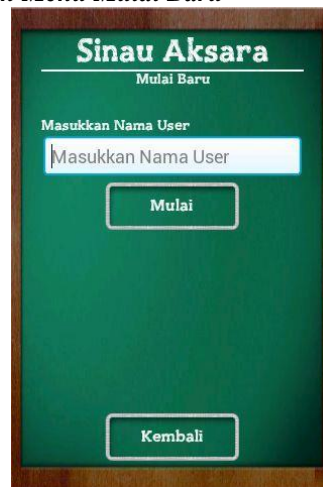 Sinau Aksara
Mulai Baru
Masukkan Nama User
Masukkan Nama User
Mulai
Kembali